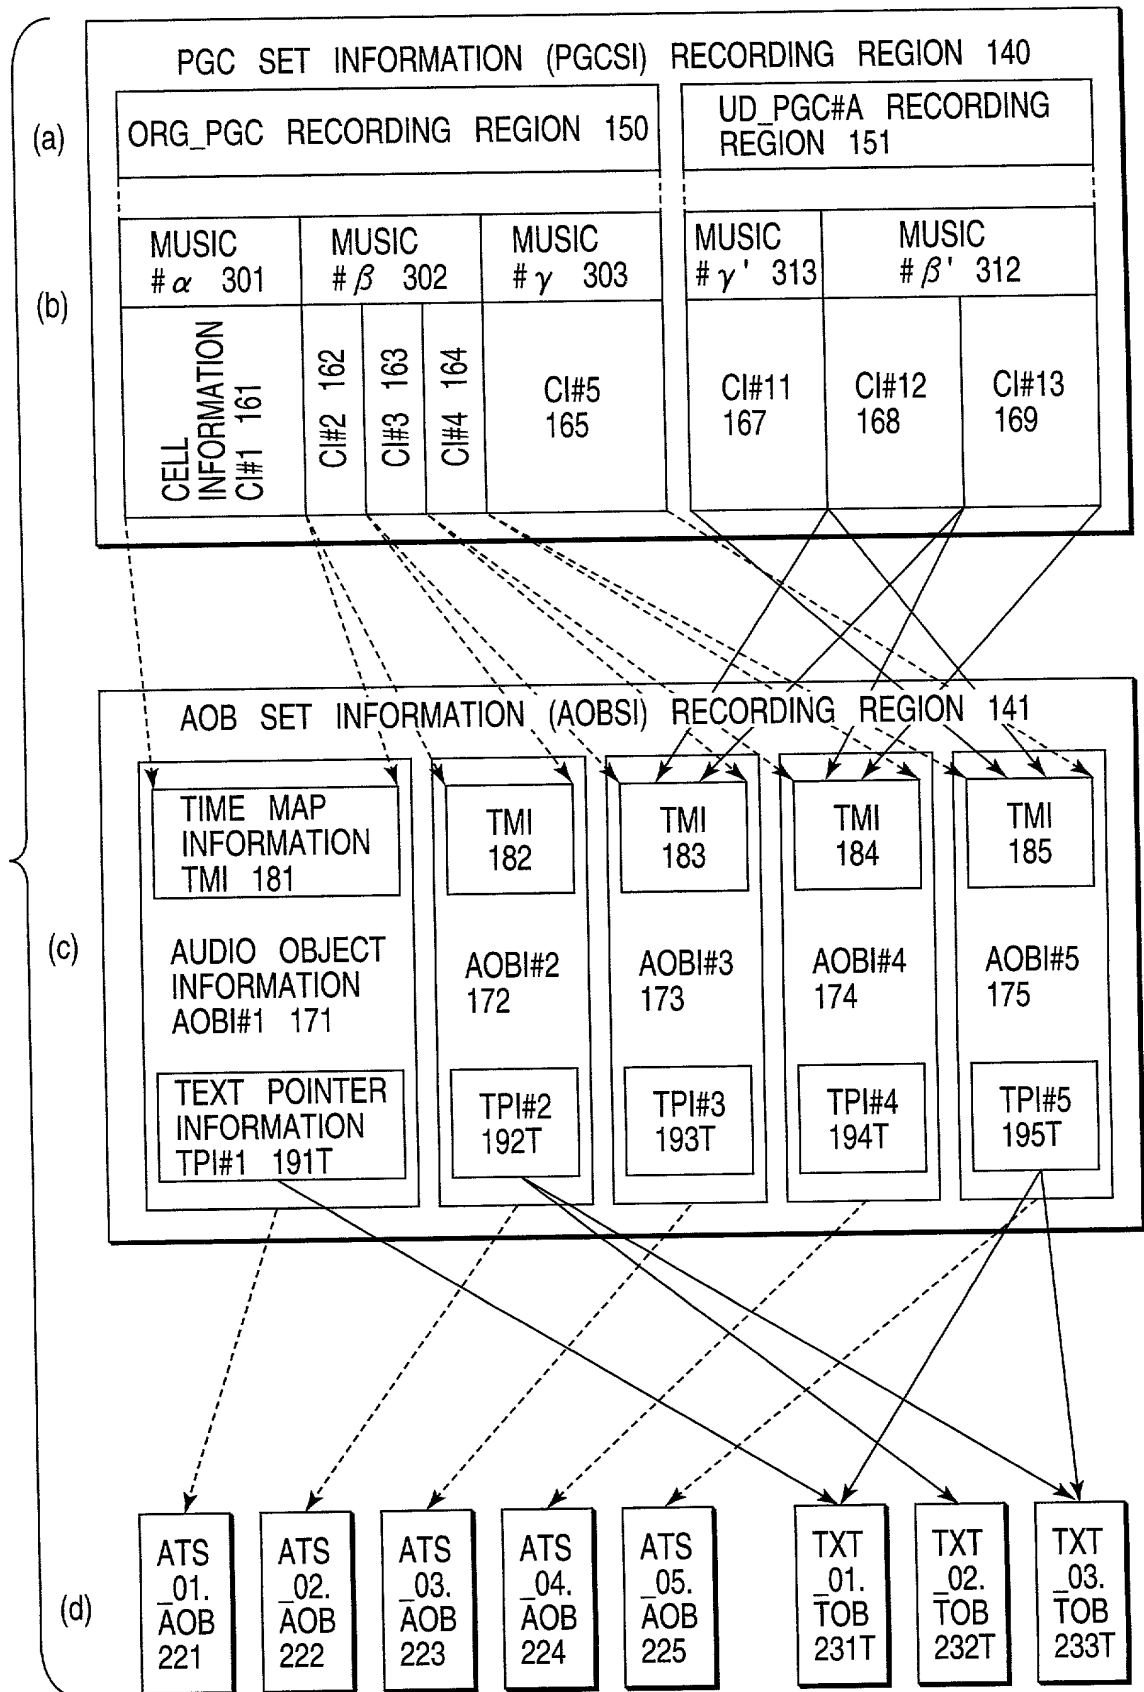 PGC SET INFORMATION (PGCSI) RECORDING REGION 140
(a)
ORG_PGC RECORDING REGION 150
UD_PGC#A RECORDING
REGION 151
(b)
MUSIC
#α 301
MUSIC
#β 302
MUSIC
#γ 303
MUSIC
#γ' 313
MUSIC
#β' 312
CELL
INFORMATION
CI#1 161
CI#2 162
CI#3 163
CI#4 164
CI#5
165
CI#11
167
CI#12
168
CI#13
169
AOB SET INFORMATION (AOBSI) RECORDING REGION 141
(c)
TIME MAP
INFORMATION
TMI 181
TMI
182
TMI
183
TMI
184
TMI
185
AUDIO OBJECT
INFORMATION
AOBI#1 171
AOBI#2
172
AOBI#3
173
AOBI#4
174
AOBI#5
175
TEXT POINTER
INFORMATION
TPI#1 191T
TPI#2
192T
TPI#3
193T
TPI#4
194T
TPI#5
195T
(d)
ATS
_01.
AOB
221
ATS
_02.
AOB
222
ATS
_03.
AOB
223
ATS
_04.
AOB
224
ATS
_05.
AOB
225
TXT
_01.
TOB
231T
TXT
_02.
TOB
232T
TXT
_03.
TOB
233T